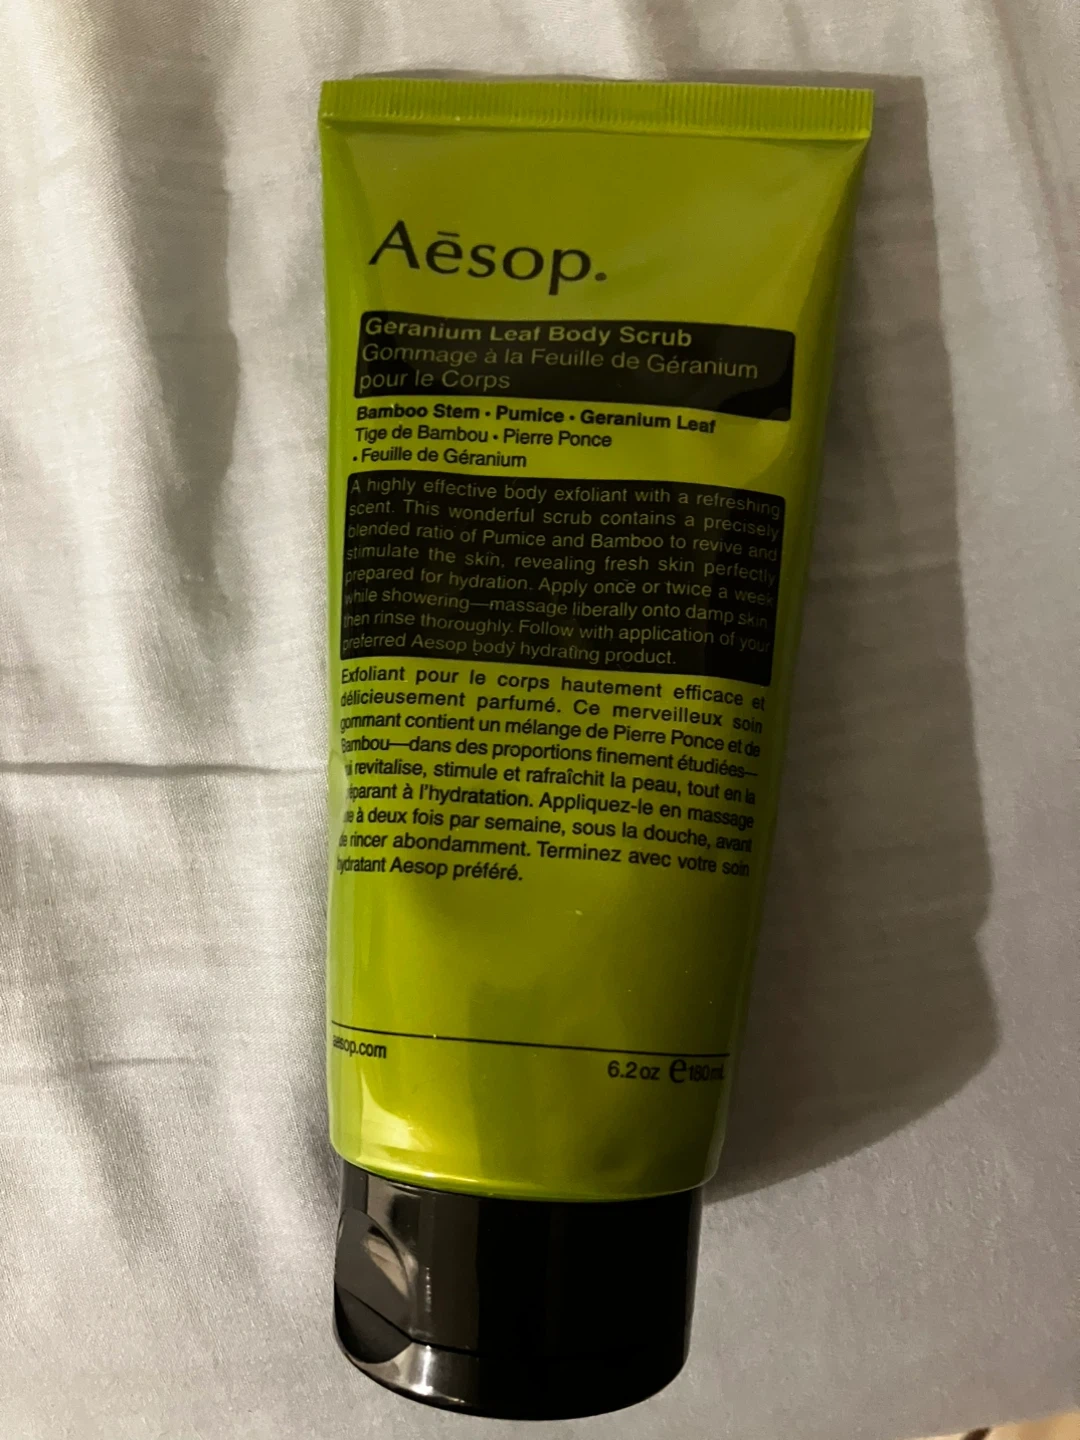 Aēsop.
Geranium Leaf Body Scrub
Gommage à la Feuille de Géranium
pour le Corps
Bamboo Stem • Pumice • Geranium Leaf
Tige de Bambou • Pierre Ponce
• Feuille de Géranium
A highly effective body exfoliant with a refreshing
scent. This wonderful scrub contains a precisely
blended ratio of Pumice and Bamboo to revive and
stimulate the skin, revealing fresh skin perfectly
prepared for hydration. Apply once or twice a week
while showering—massage liberally onto damp skin,
then rinse thoroughly. Follow with application of your
preferred Aesop body hydrating product.
Exfoliant pour le corps hautement efficace et
délicieusement parfumé. Ce merveilleux soin
gommant contient un mélange de Pierre Ponce et de
Bambou—dans des proportions finement étudiées—
qui revitalise, stimule et rafraîchit la peau, tout en la
préparant à l'hydratation. Appliquez-le en massage
une à deux fois par semaine, sous la douche, avant
de rincer abondamment. Terminez avec votre soin
hydratant Aesop préféré.
aesop.com
6.2 oz ℮180 mL